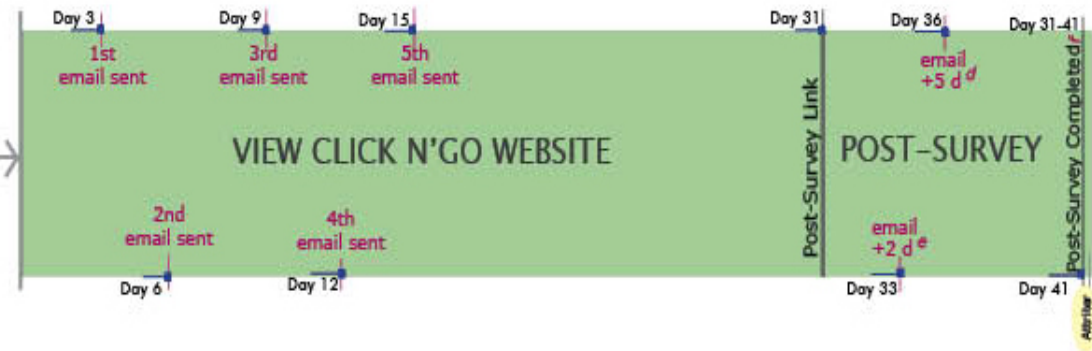 Day 3
Day 9
Day 15
Day 31
Day 36
Day 31-41
1st
email sent
3rd
email sent
5th
email sent
email
+5 d d
VIEW CLICK N'GO WEBSITE
Post-Survey Link
POST-SURVEY
Post-Survey Completed f
2nd
email sent
4th
email sent
email
+2 d e
Day 6
Day 12
Day 33
Day 41